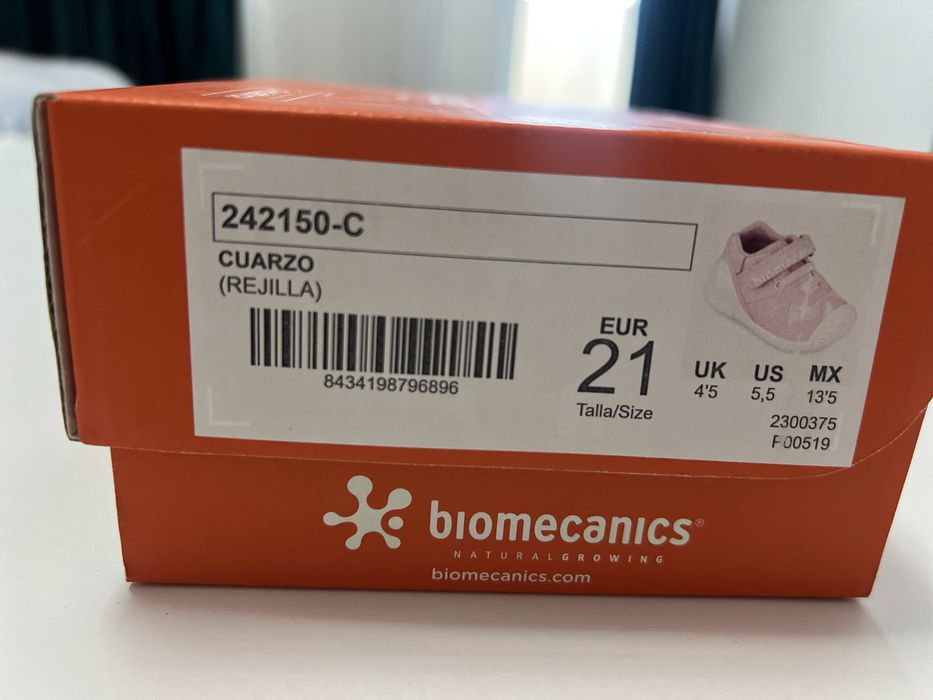 242150-C
CUARZO
(REJILLA)
8434198796896
EUR
21
Talla/Size
UK US MX
4'5 5,5 13'5
2300375
P00519
biomecanics®
NATURALGROWING
biomecanics.com